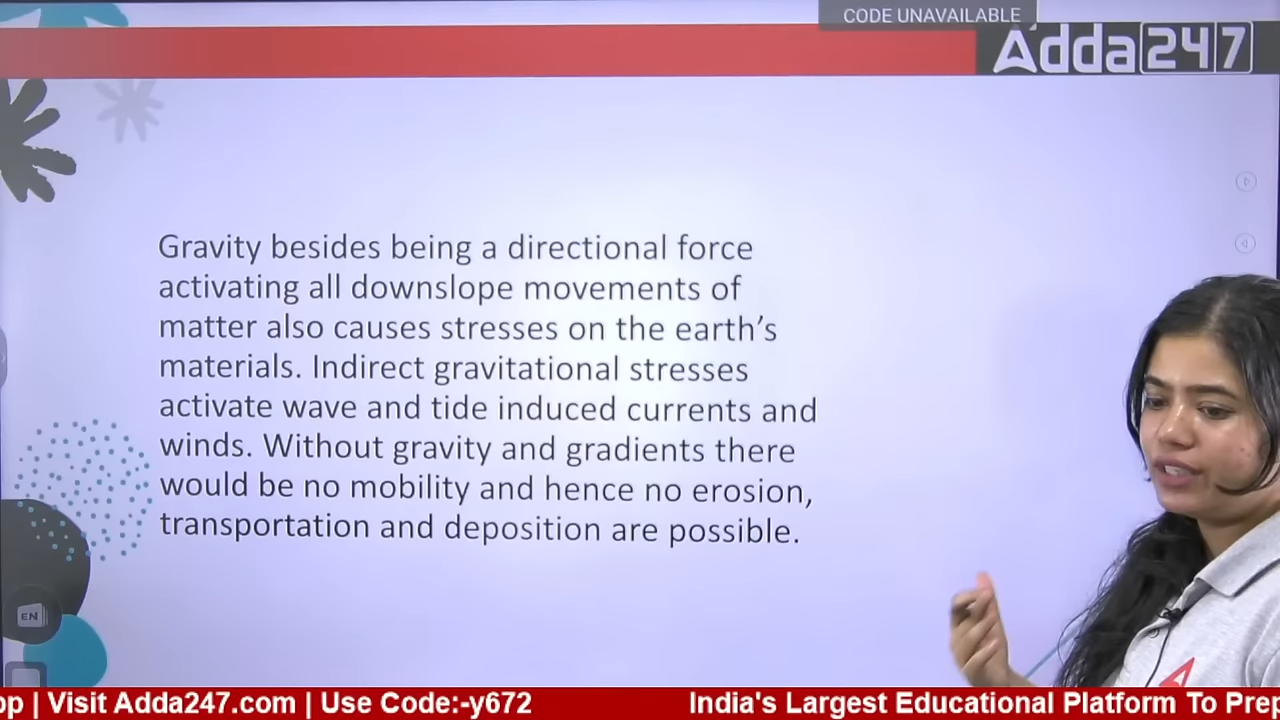 CODE UNAVAILABLE
Adda247
Gravity besides being a directional force
activating all downslope movements of
matter also causes stresses on the earth’s
materials. Indirect gravitational stresses
activate wave and tide induced currents and
winds. Without gravity and gradients there
would be no mobility and hence no erosion,
transportation and deposition are possible.
EN
pp | Visit Adda247.com | Use Code:-y672 India's Largest Educational Platform To Prep